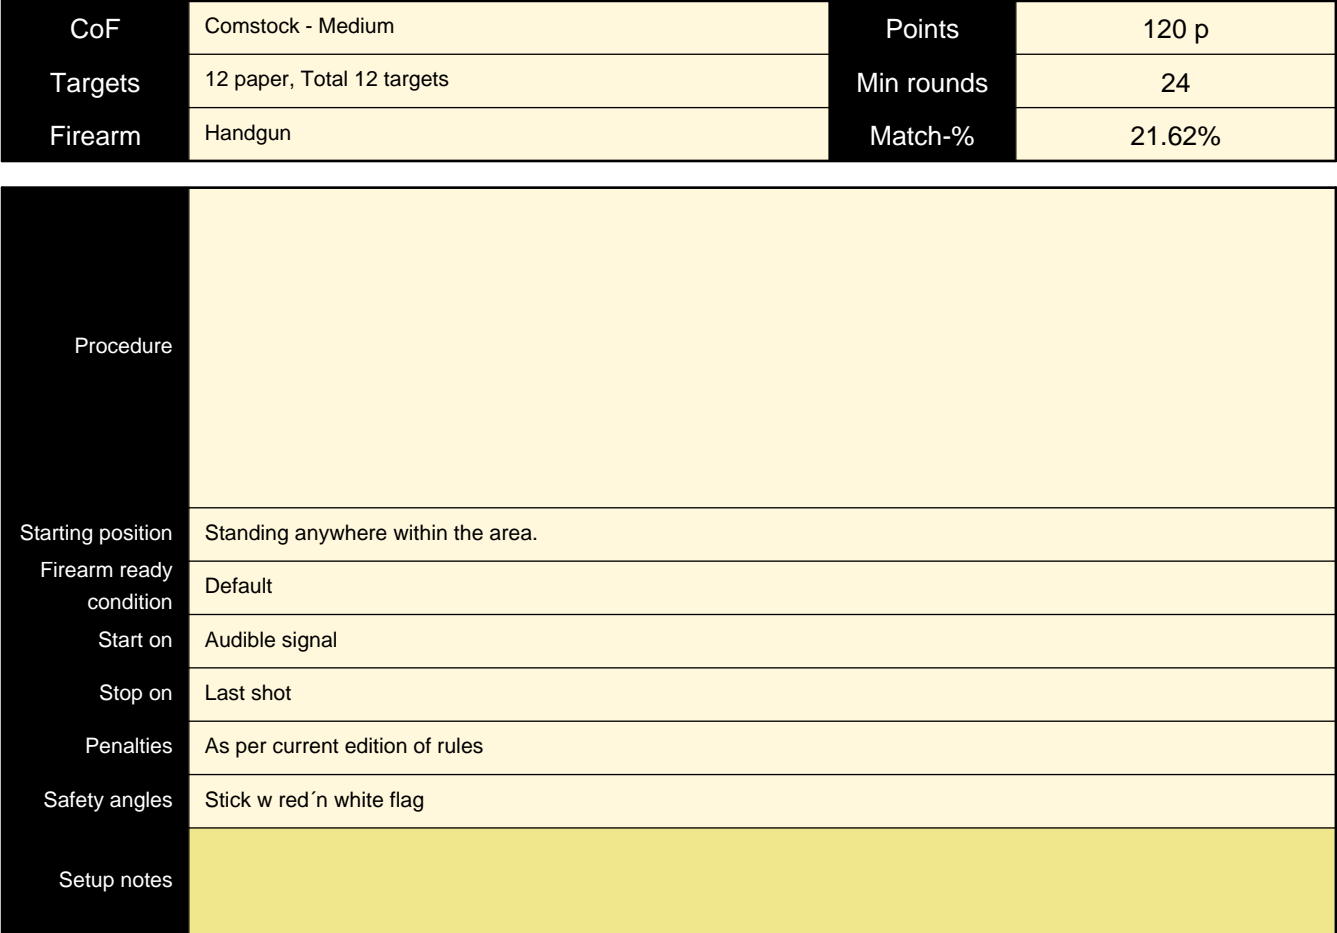 CoF Comstock - Medium Points 120 p
Targets 12 paper, Total 12 targets Min rounds 24
Firearm Handgun Match-% 21.62%
Procedure
Starting position Standing anywhere within the area.
Firearm ready
condition Default
Start on Audible signal
Stop on Last shot
Penalties As per current edition of rules
Safety angles Stick w red´n white flag
Setup notes